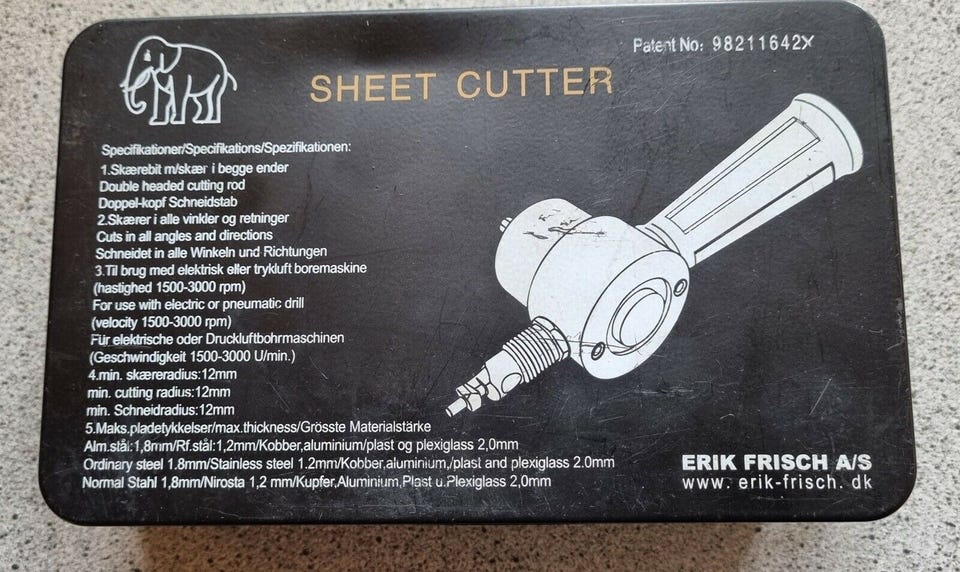 Patent No: 98211642X
SHEET CUTTER
Specifikationer/Specifikations/Spezifikationen:
1.Skærebit m/skær i begge ender
Double headed cutting rod
Doppel-kopf Schneidstab
2.Skærer i alle vinkler og retninger
Cuts in all angles and directions
Schneidet in alle Winkeln und Richtungen
3.Til brug med elektrisk eller trykluft boremaskine
(hastighed 1500-3000 rpm)
For use with electric or pneumatic drill
(velocity 1500-3000 rpm)
Für elektrische oder Druckluftbohrmaschinen
(Geschwindigkeit 1500-3000 U/min.)
4.min. skæreradius:12mm
min. cutting radius:12mm
min. Schneidradius:12mm
5.Maks.pladetykkelser/max.thickness/Grösste Materialstärke
Alm.stål:1,8mm/Rf.stål:1,2mm/Kobber,aluminium/plast og plexiglass 2,0mm
Ordinary steel 1.8mm/Stainless steel 1.2mm/Kobber,aluminium,/plast and plexiglass 2.0mm
Normal Stahl 1,8mm/Nirosta 1,2 mm/Kupfer,Aluminium,Plast u.Plexiglass 2,0mm
ERIK FRISCH A/S
www. erik-frisch. dk